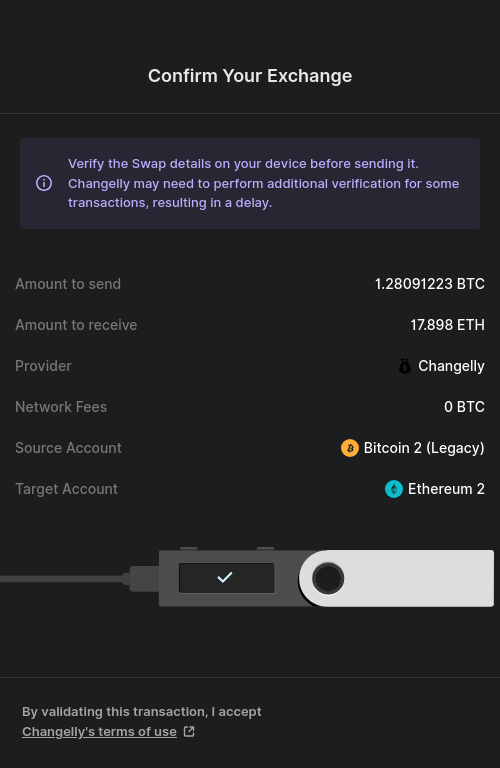 Confirm Your Exchange
Verify the Swap details on your device before sending it.
Changelly may need to perform additional verification for some
transactions, resulting in a delay.
Amount to send 1.28091223 BTC
Amount to receive 17.898 ETH
Provider Changelly
Network Fees 0 BTC
Source Account Bitcoin 2 (Legacy)
Target Account Ethereum 2
By validating this transaction, I accept
Changelly's terms of use